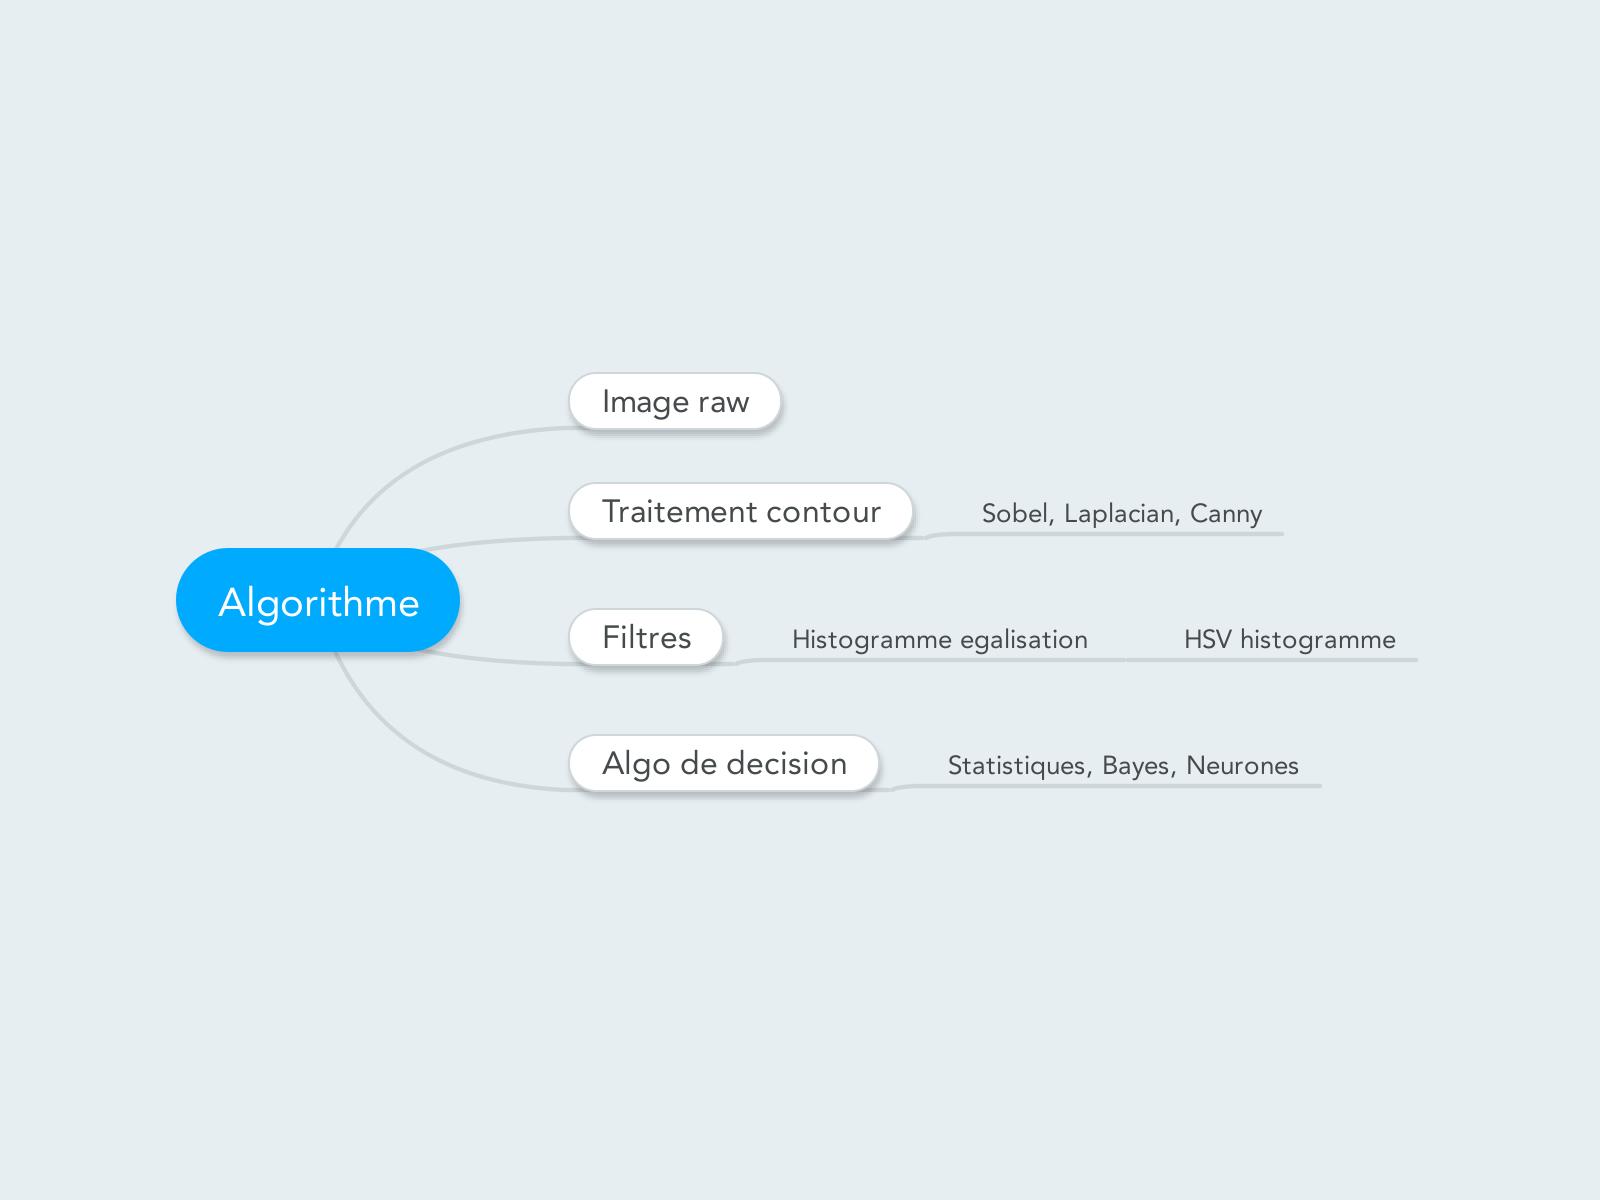 Image raw
Traitement contour
Sobel, Laplacian, Canny
Algorithme
Filtres
Histogramme egalisation
HSV histogramme
Algo de decision
Statistiques, Bayes, Neurones